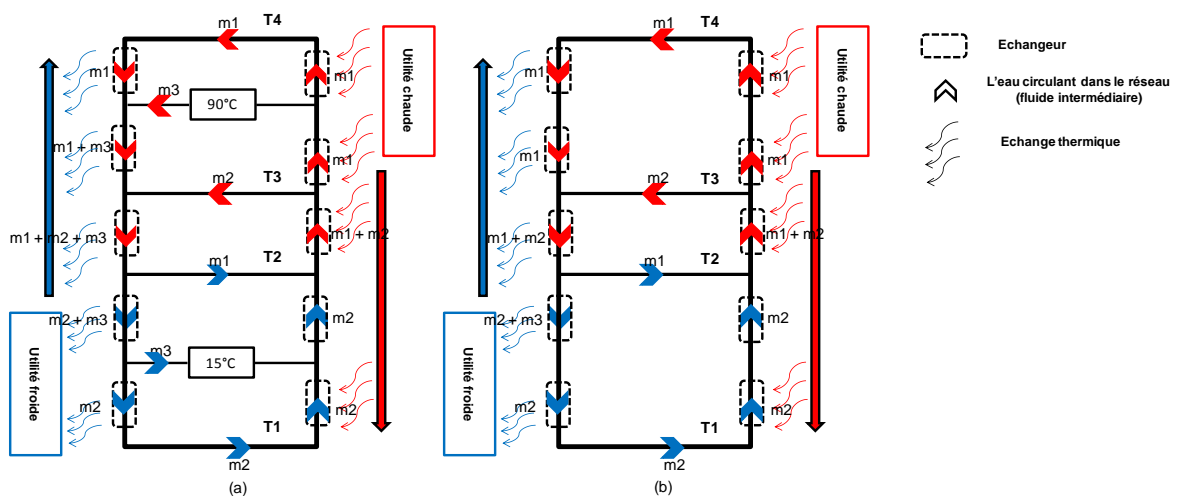 m1
T4
Utilité chaude
m1
m1
m3
90°C
m1 + m3
m1
m2
T3
m1 + m2 + m3
m1 + m2
m1
T2
Utilité froide
m2 + m3
m2
m3
15°C
m2
m2
T1
m2
(a)
m1
T4
Utilité chaude
m1
m1
m1
m1
m2
T3
m1 + m2
m1 + m2
m1
T2
Utilité froide
m2 + m3
m2
m2
m2
T1
m2
(b)
Echangeur
L'eau circulant dans le réseau
(fluide intermédiaire)
Echange thermique